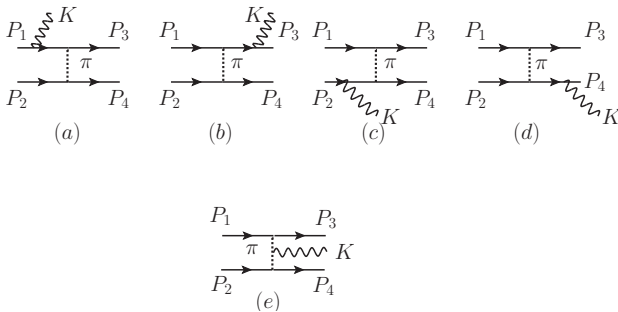 K K
P₁ P₃ P₁ P₃ P₁ P₃ P₁ P₃
π π π π
P₂ P₄ P₂ P₄ P₂ P₄ P₂ P₄
K K
(a) (b) (c) (d)
P₁ P₃
π K
P₂ P₄
(e)